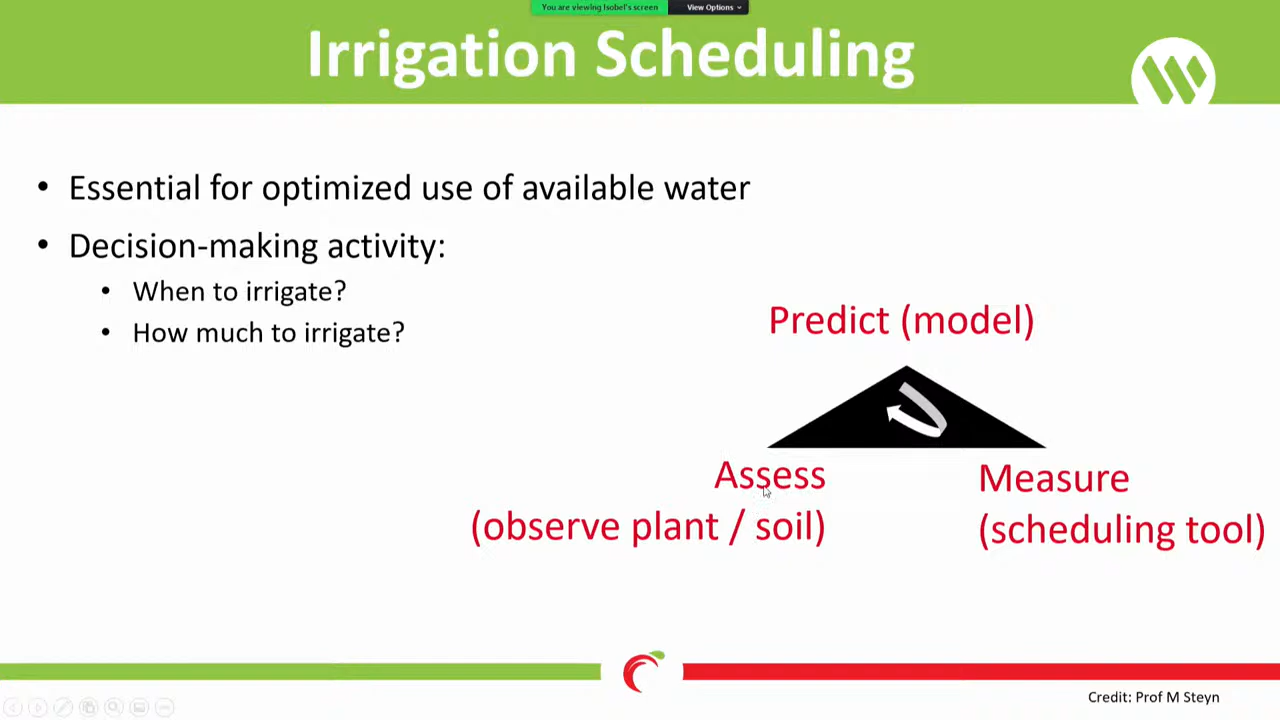 You are viewing Isobel's screen
View Options
Irrigation Scheduling
• Essential for optimized use of available water
• Decision-making activity:
• When to irrigate?
• How much to irrigate?
Predict (model)
Assess
(observe plant / soil)
Measure
(scheduling tool)
Credit: Prof M Steyn